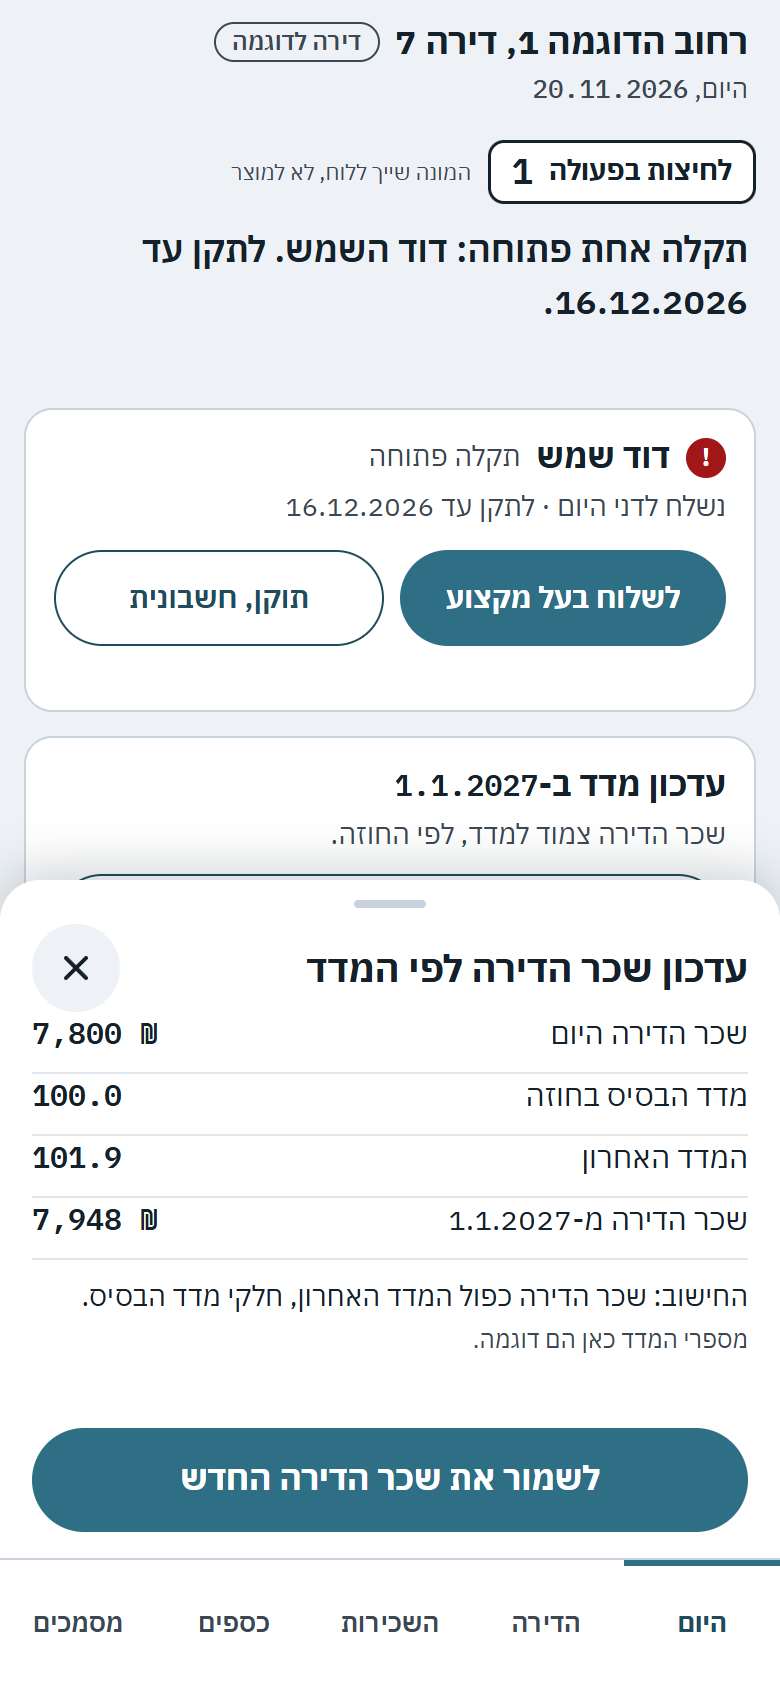 רחוב הדוגמה 1, דירה 7 דירה לדוגמה
היום, 20.11.2026
לחיצות בפעולה 1 המונה שייך ללוח, לא למוצר
תקלה אחת פתוחה: דוד השמש. לתקן עד
16.12.2026.
! דוד שמש תקלה פתוחה
נשלח לדני היום · לתקן עד 16.12.2026
לשלוח בעל מקצוע תוקן, חשבונית
עדכון מדד ב-1.1.2027
שכר הדירה צמוד למדד, לפי החוזה.
עדכון שכר הדירה לפי המדד
שכר הדירה היום 7,800 ₪
מדד הבסיס בחוזה 100.0
המדד האחרון 101.9
שכר הדירה מ-1.1.2027 7,948 ₪
החישוב: שכר הדירה כפול המדד האחרון, חלקי מדד הבסיס.
מספרי המדד כאן הם דוגמה.
לשמור את שכר הדירה החדש
היום הדירה השכירות כספים מסמכים